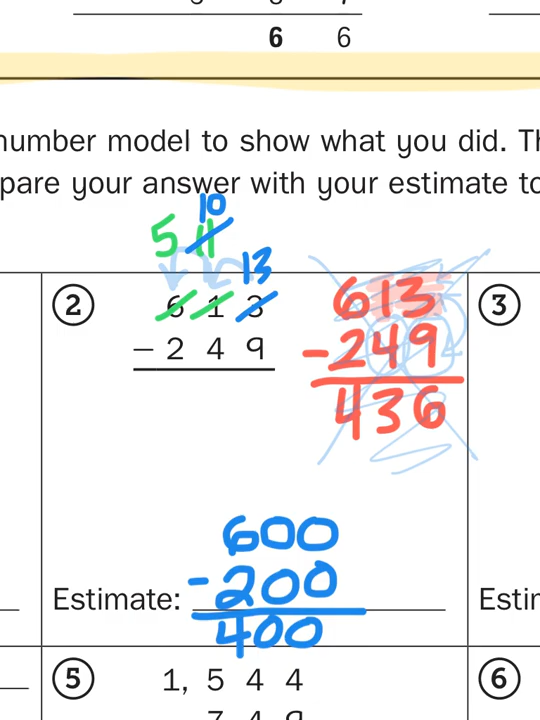 6 6
number model to show what you did.
pare your answer with your estimate to
10
5 11
13
2 6 1 3 613 3
− 2 4 9 -249
436
600
Estimate: -200
400
5 1, 5 4 4 6